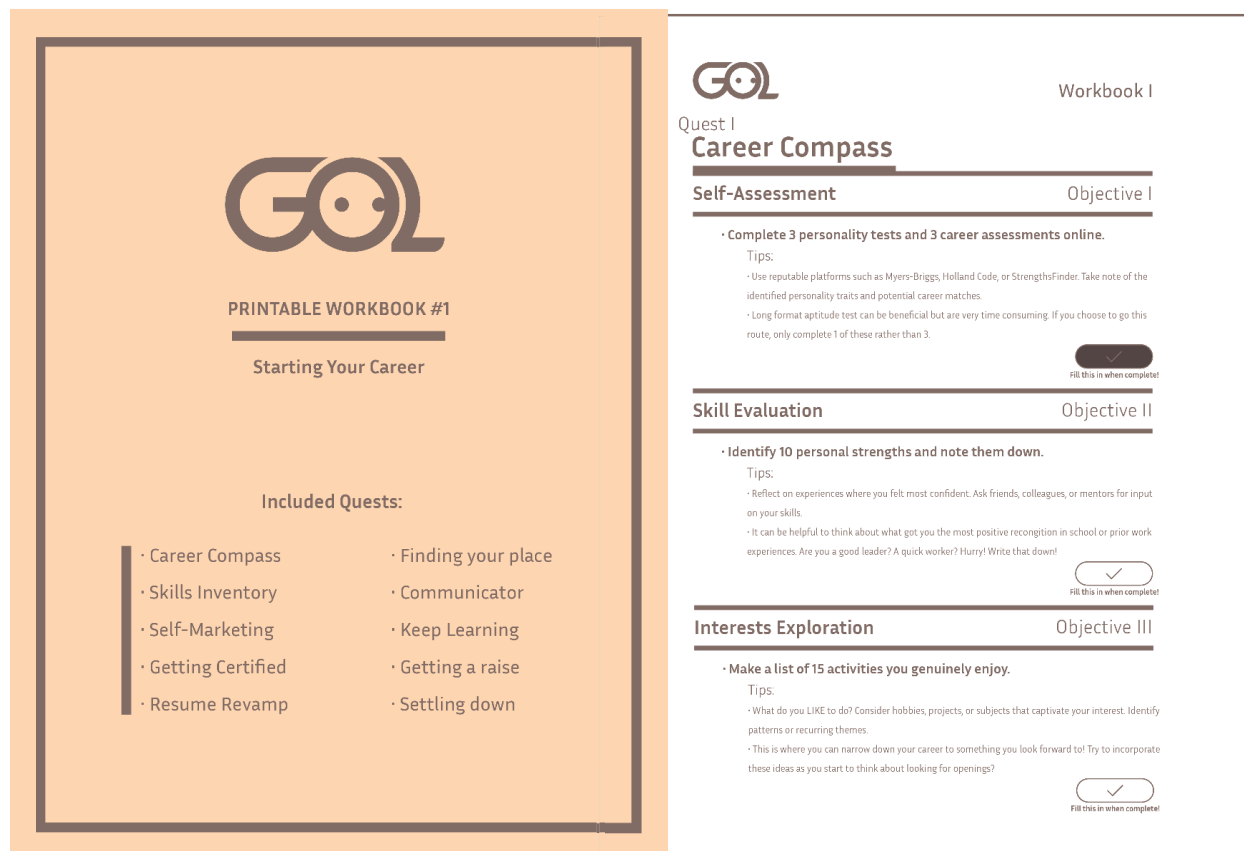 GOL
PRINTABLE WORKBOOK #1
Starting Your Career
Included Quests:
· Career Compass
· Skills Inventory
· Self-Marketing
· Getting Certified
· Resume Revamp
· Finding your place
· Communicator
· Keep Learning
· Getting a raise
· Settling down
GOL
Workbook I
Quest I
Career Compass
Self-Assessment Objective I
· Complete 3 personality tests and 3 career assessments online.
Tips:
· Use reputable platforms such as Myers-Briggs, Holland Code, or StrengthsFinder. Take note of the
identified personality traits and potential career matches.
· Long format aptitude test can be beneficial but are very time consuming. If you choose to go this
route, only complete 1 of these rather than 3.
Fill this in when complete!
Skill Evaluation Objective II
· Identify 10 personal strengths and note them down.
Tips:
· Reflect on experiences where you felt most confident. Ask friends, colleagues, or mentors for input
on your skills.
· It can be helpful to think about what got you the most positive recongition in school or prior work
experiences. Are you a good leader? A quick worker? Hurry! Write that down!
Fill this in when complete!
Interests Exploration Objective III
· Make a list of 15 activities you genuinely enjoy.
Tips:
· What do you LIKE to do? Consider hobbies, projects, or subjects that captivate your interest. Identify
patterns or recurring themes.
· This is where you can narrow down your career to something you look forward to! Try to incorporate
these ideas as you start to think about looking for openings?
Fill this in when complete!